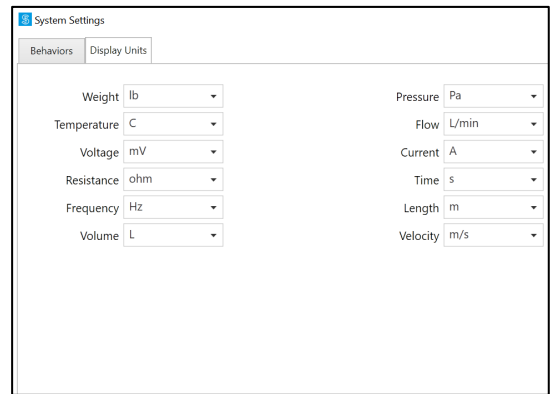 System Settings
Behaviors Display Units
Weight lb Pressure Pa
Temperature C Flow L/min
Voltage mV Current A
Resistance ohm Time s
Frequency Hz Length m
Volume L Velocity m/s